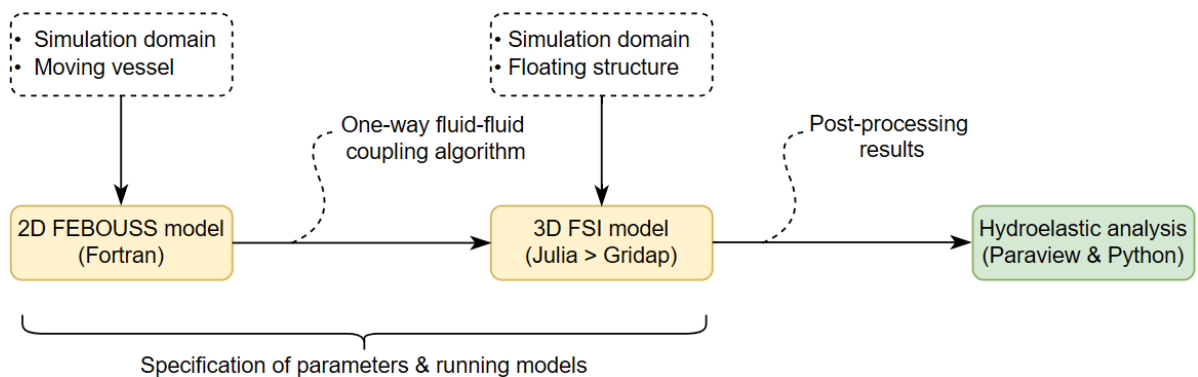 • Simulation domain
• Moving vessel
• Simulation domain
• Floating structure
One-way fluid-fluid
coupling algorithm
Post-processing
results
2D FEBOUSS model
(Fortran)
3D FSI model
(Julia > Gridap)
Hydroelastic analysis
(Paraview & Python)
Specification of parameters & running models